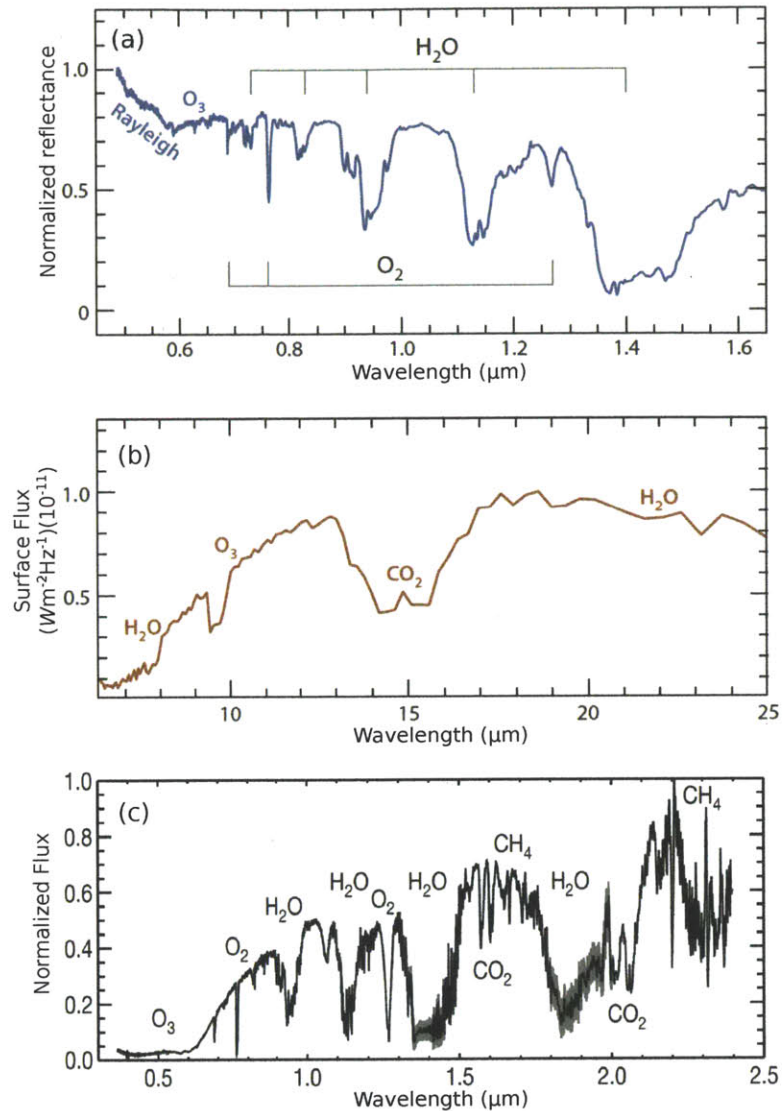 (a)
H₂O
O₃
Rayleigh
O₂
Normalized reflectance
1.0
0.5
0
0.6
0.8
1.0
1.2
1.4
1.6
Wavelength (μm)
(b)
H₂O
O₃
CO₂
H₂O
Surface Flux
(Wm⁻²Hz⁻¹)(10⁻¹¹)
1.0
0.5
10
15
20
25
Wavelength (μm)
(c)
O₃
O₂
H₂O
H₂O
O₂
H₂O
CH₄
CO₂
H₂O
CO₂
CH₄
Normalized Flux
1.0
0.8
0.6
0.4
0.2
0.0
0.5
1.0
1.5
2.0
2.5
Wavelength (μm)